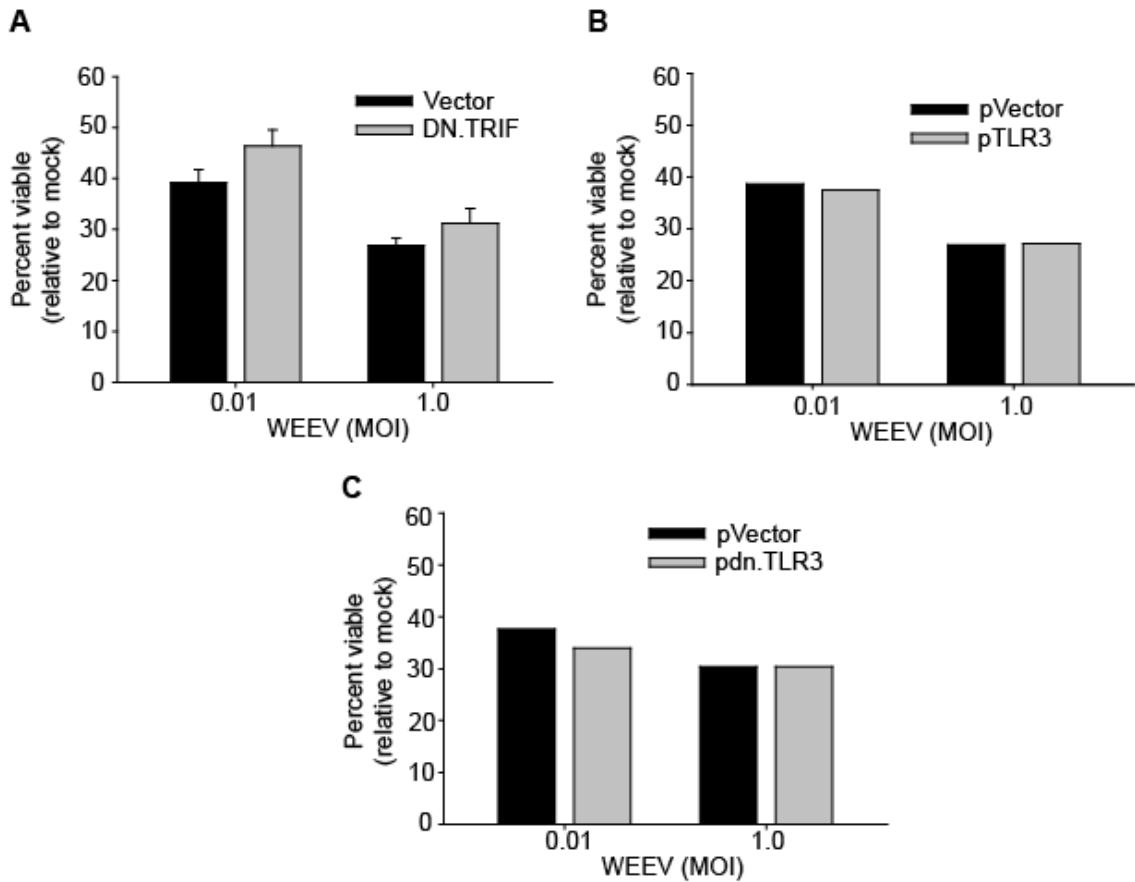 A
Percent viable
(relative to mock)
60
50
40
30
20
10
0
Vector
DN.TRIF
0.01
1.0
WEEV (MOI)
B
Percent viable
(relative to mock)
60
50
40
30
20
10
0
pVector
pTLR3
0.01
1.0
WEEV (MOI)
C
Percent viable
(relative to mock)
60
50
40
30
20
10
0
pVector
pdn.TLR3
0.01
1.0
WEEV (MOI)